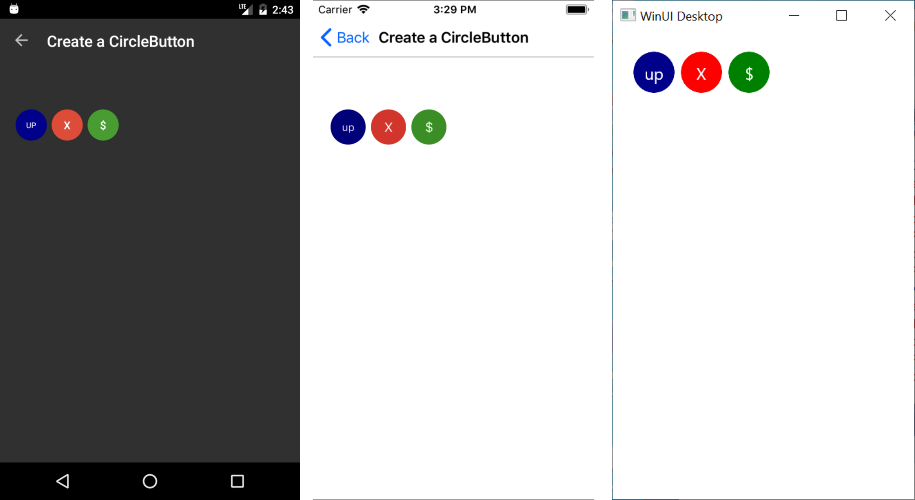 LTE 2:43
Create a CircleButton
UP X $
Carrier 3:29 PM
Back Create a CircleButton
up X $
WinUI Desktop
up X $